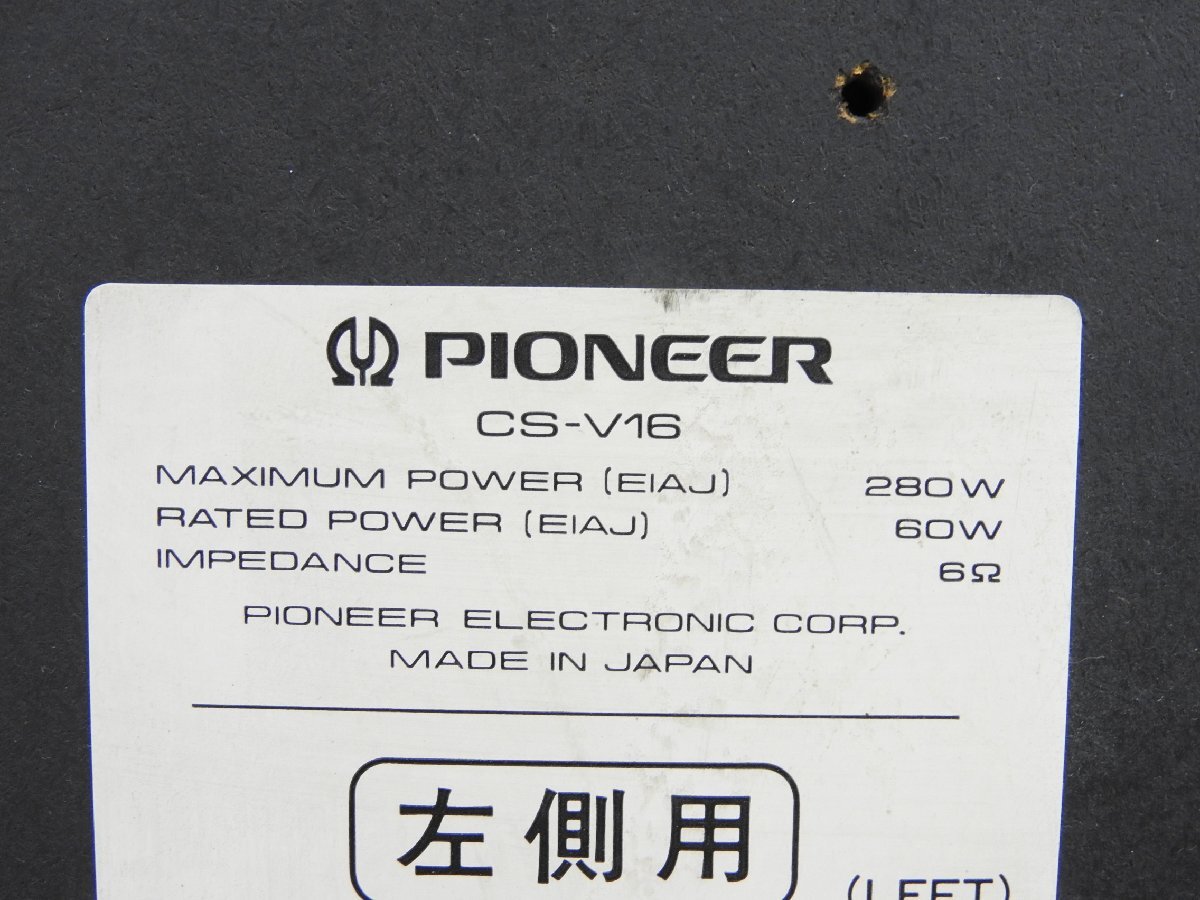 PIONEER
CS-V16
MAXIMUM POWER (EIAJ) 280W
RATED POWER (EIAJ) 60W
IMPEDANCE 6Ω
PIONEER ELECTRONIC CORP.
MADE IN JAPAN
左側用
(LEFT)